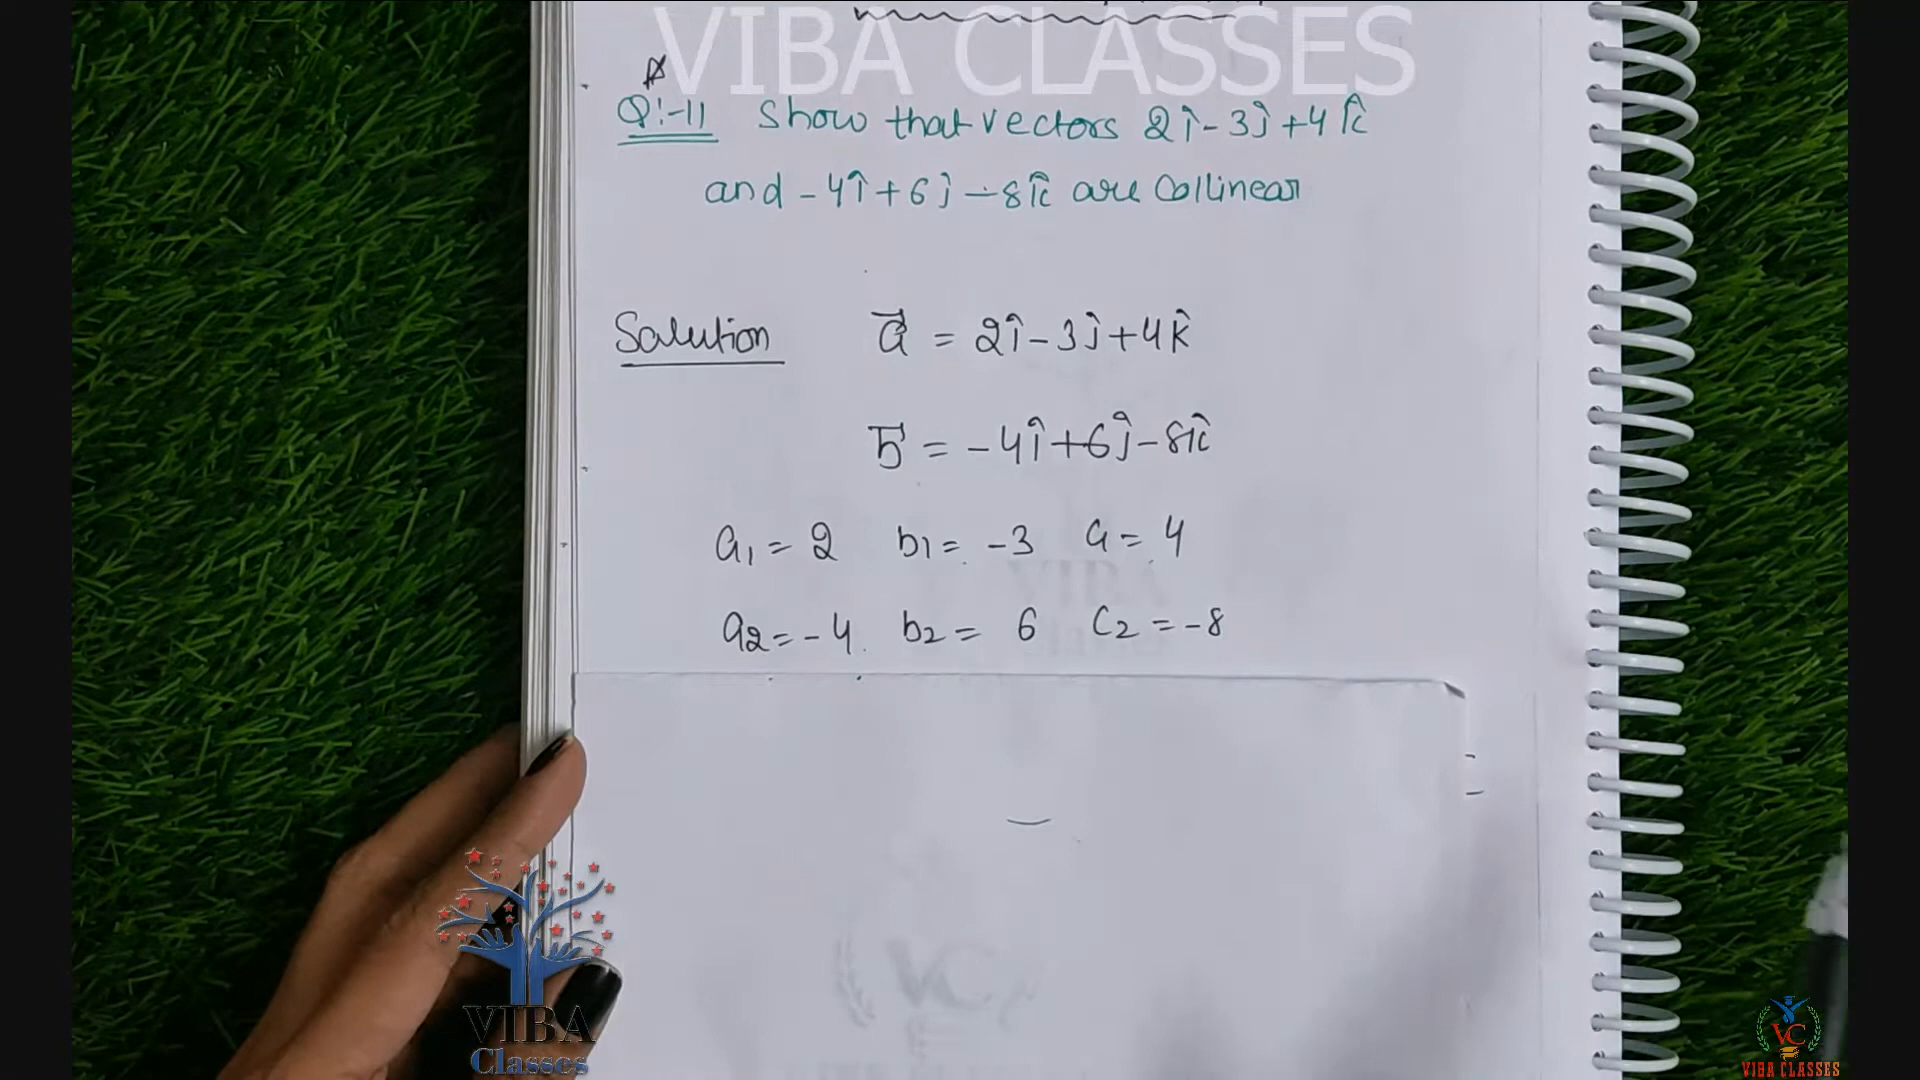 VIBA CLASSES
Q:-11 Show that vectors 2î - 3ĵ + 4k̂
and - 4î + 6ĵ - 8k̂ are Collinear
Solution a⃗ = 2î - 3ĵ + 4k̂
b⃗ = - 4î + 6ĵ - 8k̂
a₁ = 2 b₁ = -3 c₁ = 4
a₂ = - 4 b₂ = 6 c₂ = -8
VIBA
Classes
VC
VIBA CLASSES